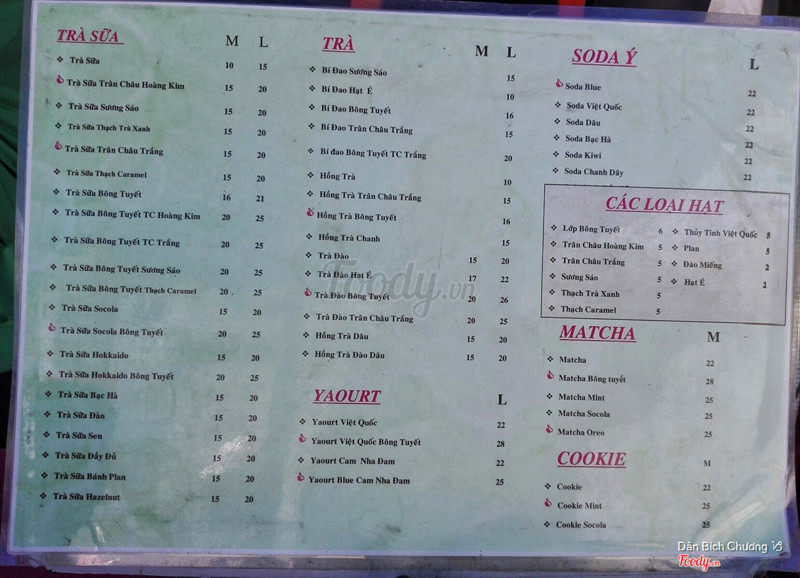 TRÀ SỮA M L
Trà Sữa 10 15
Trà Sữa Trân Châu Hoàng Kim 15 20
Trà Sữa Sương Sáo 15 20
Trà Sữa Thạch Trà Xanh 15 20
Trà Sữa Trân Châu Trắng 15 20
Trà Sữa Thạch Caramel 15 20
Trà Sữa Bông Tuyết 16 21
Trà Sữa Bông Tuyết TC Hoàng Kim 20 25
Trà Sữa Bông Tuyết TC Trắng 20 25
Trà Sữa Bông Tuyết Sương Sáo 20 25
Trà Sữa Bông Tuyết Thạch Caramel 20 25
Trà Sữa Socola 15 20
Trà Sữa Socola Bông Tuyết 20 25
Trà Sữa Hokkaido 15 20
Trà Sữa Hokkaido Bông Tuyết 20 25
Trà Sữa Bạc Hà 15 20
Trà Sữa Đào 15 20
Trà Sữa Sen 15 20
Trà Sữa Đầy Đủ 15 20
Trà Sữa Bánh Plan 15 20
Trà Sữa Hazelnut 15 20
TRÀ M L
Bí Đao Sương Sáo 15
Bí Đao Hạt É 10
Bí Đao Bông Tuyết 16
Bí Đao Trân Châu Trắng 15
Bí đao Bông Tuyết TC Trắng 20
Hồng Trà 10
Hồng Trà Trân Châu Trắng 15
Hồng Trà Bông Tuyết 16
Hồng Trà Chanh 15
Trà Đào 15 20
Trà Đào Hạt É 17 22
Trà Đào Bông Tuyết 20 26
Trà Đào Trân Châu Trắng 20 25
Hồng Trà Dâu 15 20
Hồng Trà Đào Dâu 15 20
YAOURT L
Yaourt Việt Quốc 22
Yaourt Việt Quốc Bông Tuyết 28
Yaourt Cam Nha Đam 22
Yaourt Blue Cam Nha Đam 25
SODA Ý L
Soda Blue 22
Soda Việt Quốc 22
Soda Dâu 22
Soda Bạc Hà 22
Soda Kiwi 22
Soda Chanh Dây 22
CÁC LOẠI HẠT
Lớp Bông Tuyết 6 Thủy Tinh Việt Quốc 8
Trân Châu Hoàng Kim 5 Plan 5
Trân Châu Trắng 5 Đào Miếng 2
Sương Sáo 5 Hạt É 2
Thạch Trà Xanh 5
Thạch Caramel 5
MATCHA M
Matcha 22
Matcha Bông tuyết 28
Matcha Mint 25
Matcha Socola 25
Matcha Oreo 25
COOKIE M
Cookie 22
Cookie Mint 25
Cookie Socola 25
Foody.vn
Dân Bích Chương
Foody.vn